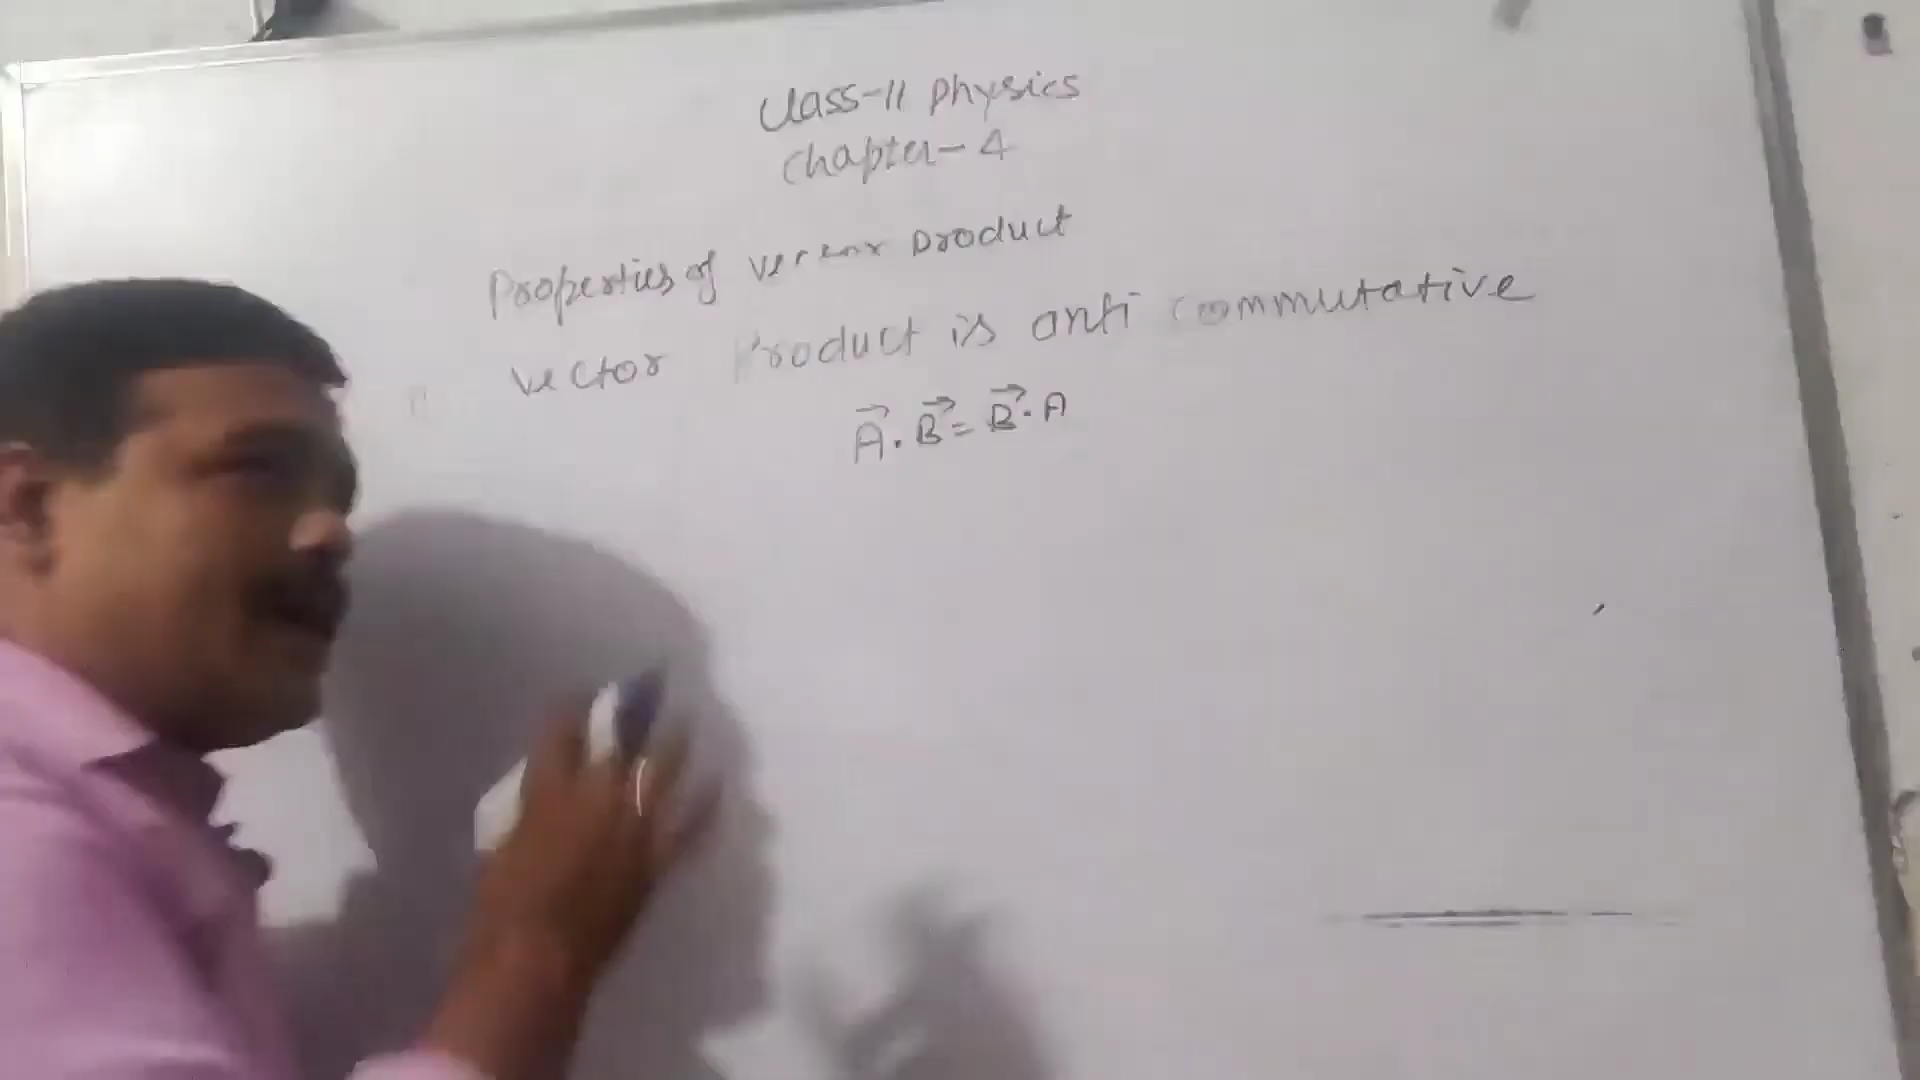 Class-11 Physics
Chapter-4
Properties of vector product
vector Product is anti commutative
A⃗ . B⃗ = B⃗ . A